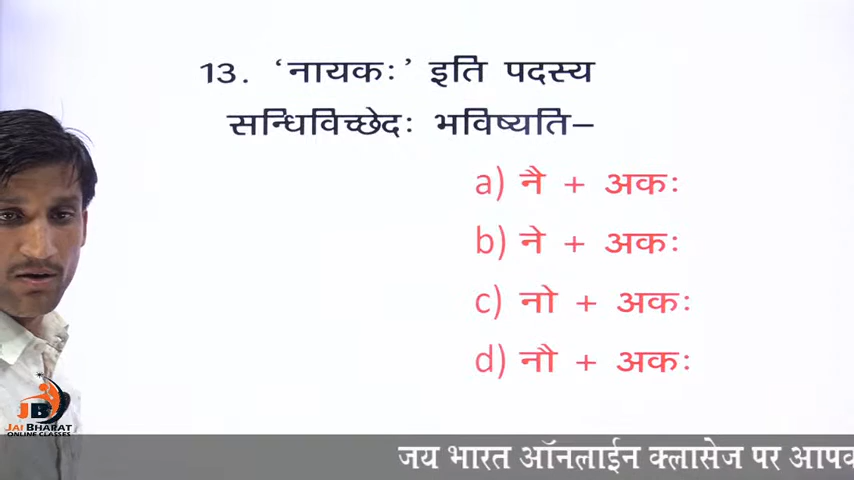 13. ‘नायकः’ इति पदस्य
सन्धिविच्छेदः भविष्यति–
a) नै + अकः
b) ने + अकः
c) नो + अकः
d) नौ + अकः
JB
JAI BHARAT
ONLINE CLASSES
जय भारत ऑनलाईन क्लासेज पर